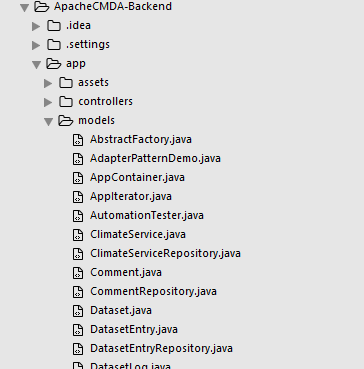 ApacheCMDA-Backend
.idea
.settings
app
assets
controllers
models
AbstractFactory.java
AdapterPatternDemo.java
AppContainer.java
AppIterator.java
AutomationTester.java
ClimateService.java
ClimateServiceRepository.java
Comment.java
CommentRepository.java
Dataset.java
DatasetEntry.java
DatasetEntryRepository.java
DatasetLog.java